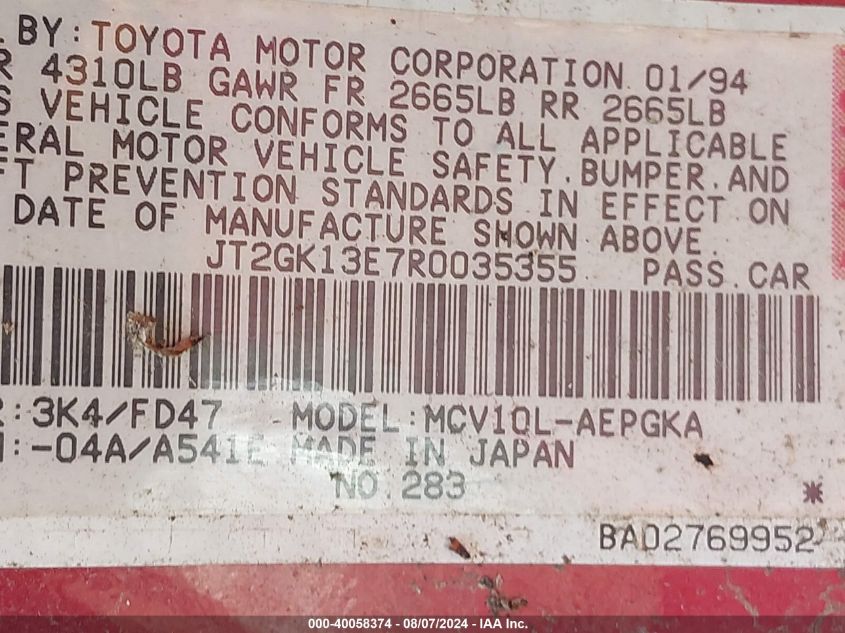 BY: TOYOTA MOTOR CORPORATION 01/94
R 4310LB GAWR FR 2665LB RR 2665LB
S VEHICLE CONFORMS TO ALL APPLICABLE
ERAL MOTOR VEHICLE SAFETY, BUMPER, AND
FT PREVENTION STANDARDS IN EFFECT ON
DATE OF MANUFACTURE SHOWN ABOVE.
JT2GK13E7R0035355 PASS.CAR
R:3K4/FD47 MODEL:MCV10L-AEPGKA
:-04A/A541E MADE IN JAPAN
NO.283
*
BA02769952
000-40058374 - 08/07/2024 - IAA Inc.